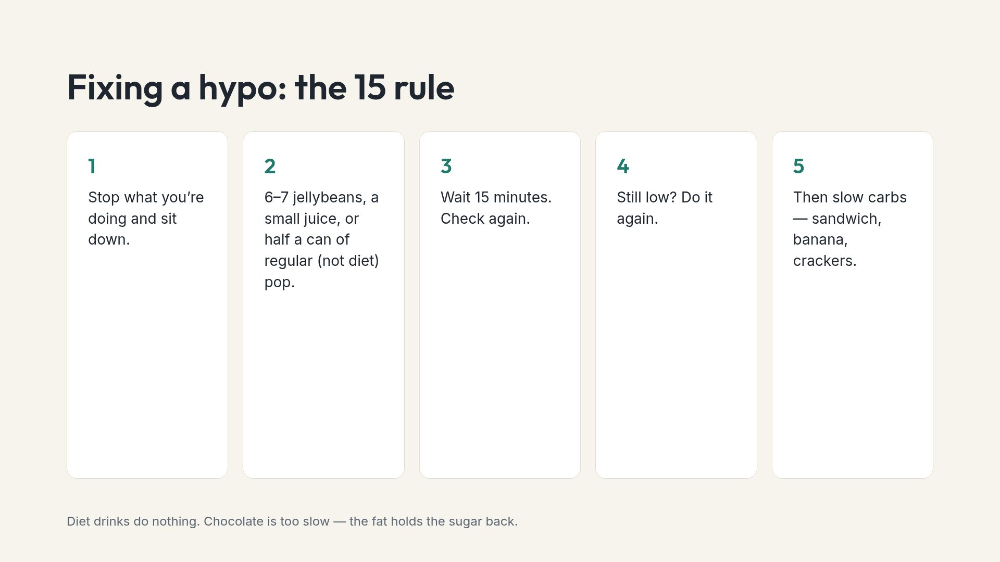 Fixing a hypo: the 15 rule
1
Stop what you’re
doing and sit
down.
2
6–7 jellybeans, a
small juice, or
half a can of
regular (not diet)
pop.
3
Wait 15 minutes.
Check again.
4
Still low? Do it
again.
5
Then slow carbs
— sandwich,
banana,
crackers.
Diet drinks do nothing. Chocolate is too slow — the fat holds the sugar back.